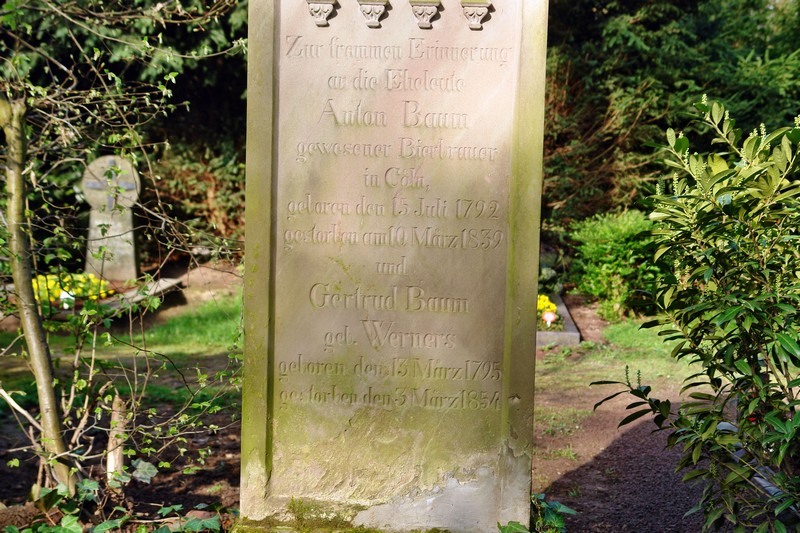 Zur frommen Erinnerung
an die Eheleute
Anton Baum
gewesener Bierbrauer
in Cöln,
geboren den 15 Juli 1792
gestorben am 10 März 1839
und
Gertrud Baum
geb. Werners
geboren den 15 März 1795
gestorben den 3 März 1854